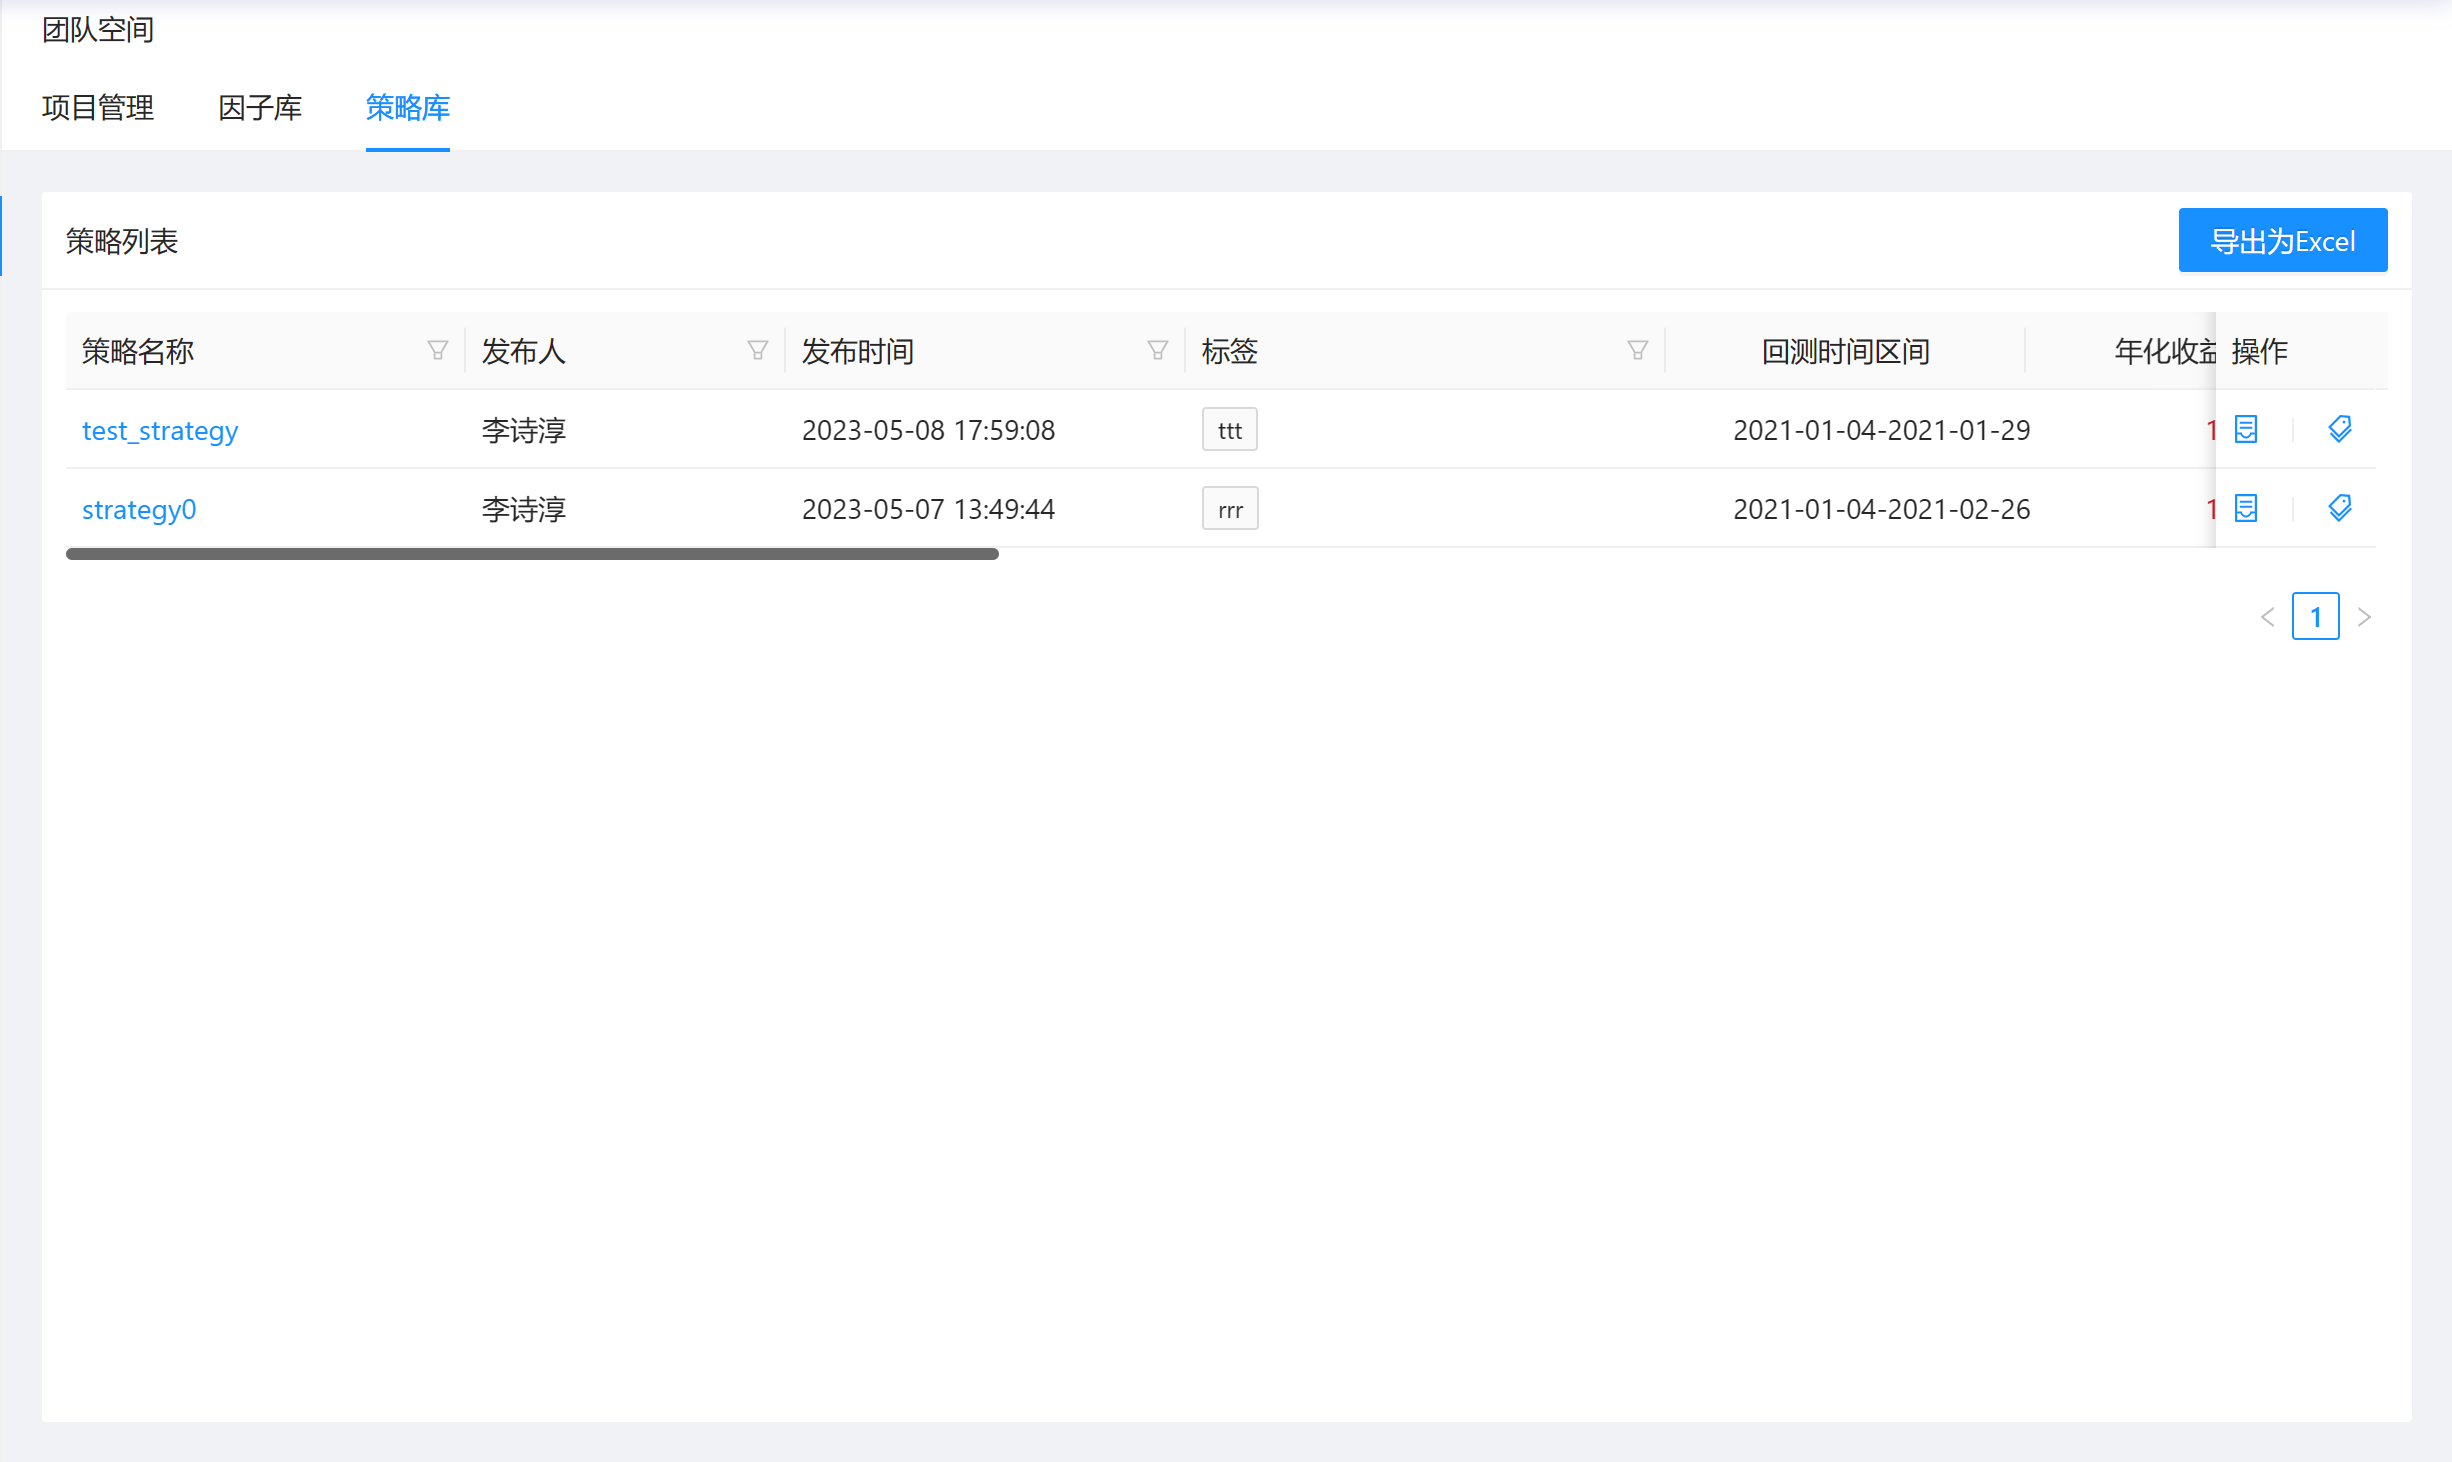 团队空间
项目管理 因子库 策略库
策略列表 导出为Excel
策略名称 发布人 发布时间 标签 回测时间区间 年化收益 操作
test_strategy 李诗淳 2023-05-08 17:59:08 ttt 2021-01-04-2021-01-29 1
strategy0 李诗淳 2023-05-07 13:49:44 rrr 2021-01-04-2021-02-26 1
1